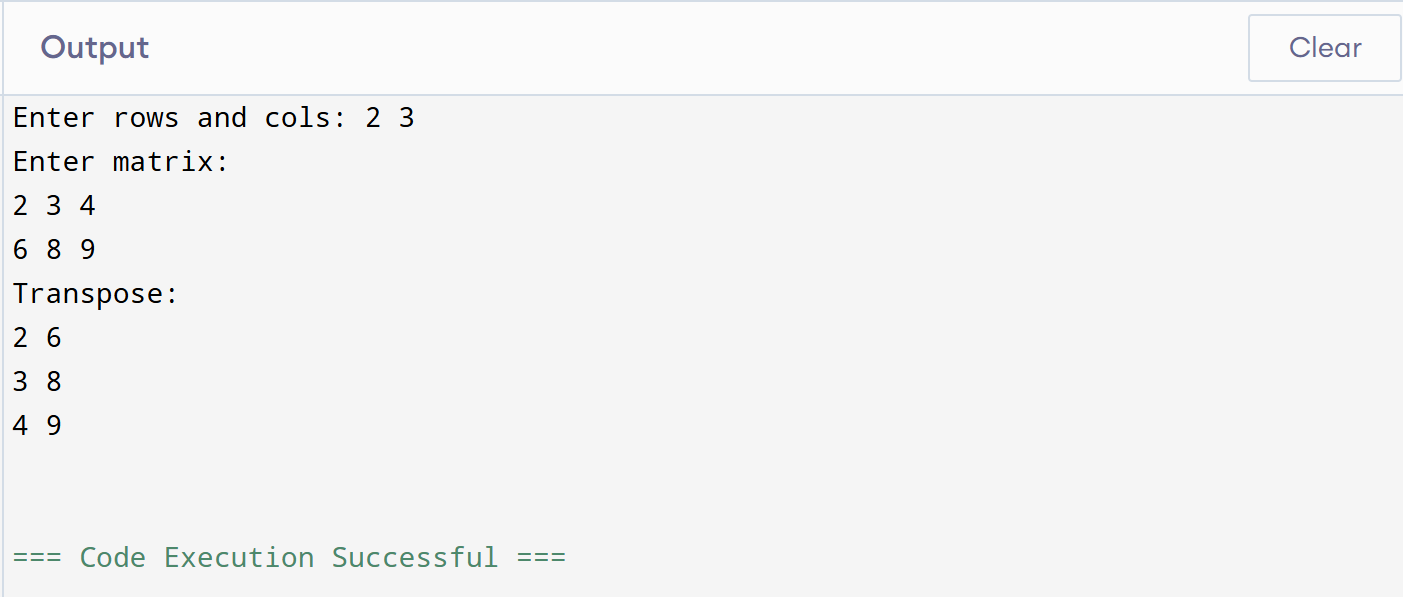 Output
Clear
Enter rows and cols: 2 3
Enter matrix:
2 3 4
6 8 9
Transpose:
2 6
3 8
4 9
=== Code Execution Successful ===